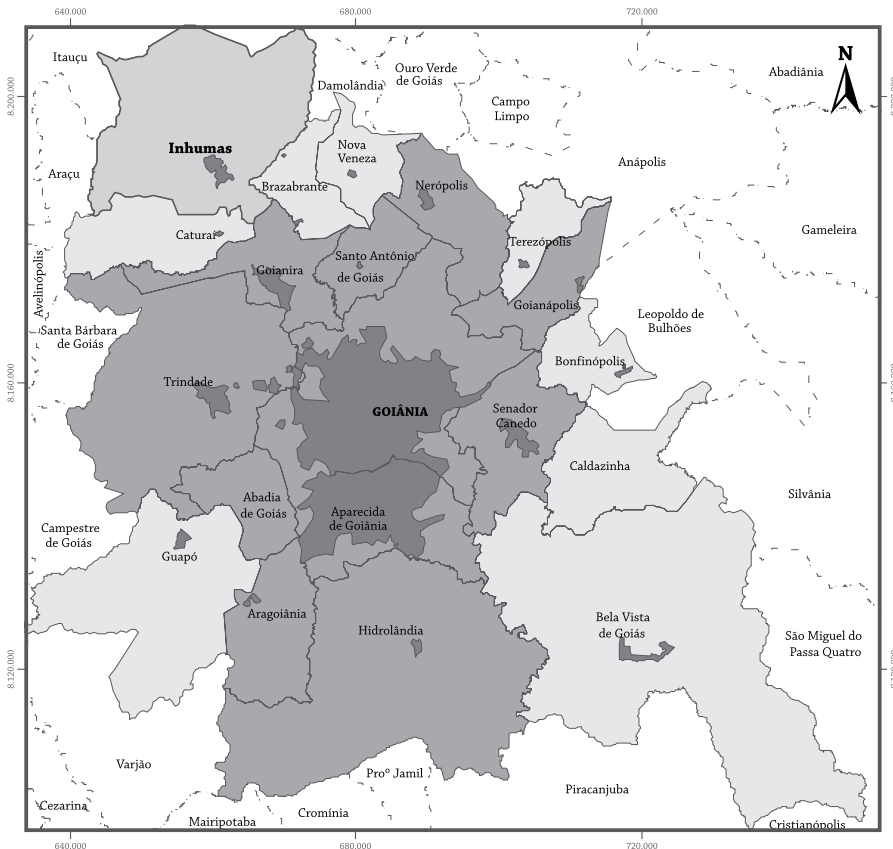 640.000
680.000
720.000
8.200.000
8.160.000
8.120.000
N
Itauçu
Ouro Verde
de Goiás
Abadiânia
Damolândia
Campo
Limpo
Inhumas
Nova
Veneza
Anápolis
Araçu
Brazabrante
Nerópolis
Caturaí
Terezópolis
Gameleira
Santo Antônio
de Goiás
Goianira
Avelinópolis
Goianápolis
Leopoldo de
Bulhões
Santa Bárbara
de Goiás
Bonfinópolis
Trindade
GOIÂNIA
Senador
Canedo
Caldazinha
Abadia
de Goiás
Aparecida
de Goiânia
Silvânia
Campestre
de Goiás
Guapó
Aragoiânia
Hidrolândia
Bela Vista
de Goiás
São Miguel do
Passa Quatro
Varjão
Proº Jamil
Piracanjuba
Cezarina
Mairipotaba
Cromínia
Cristianópolis
640.000
680.000
720.000